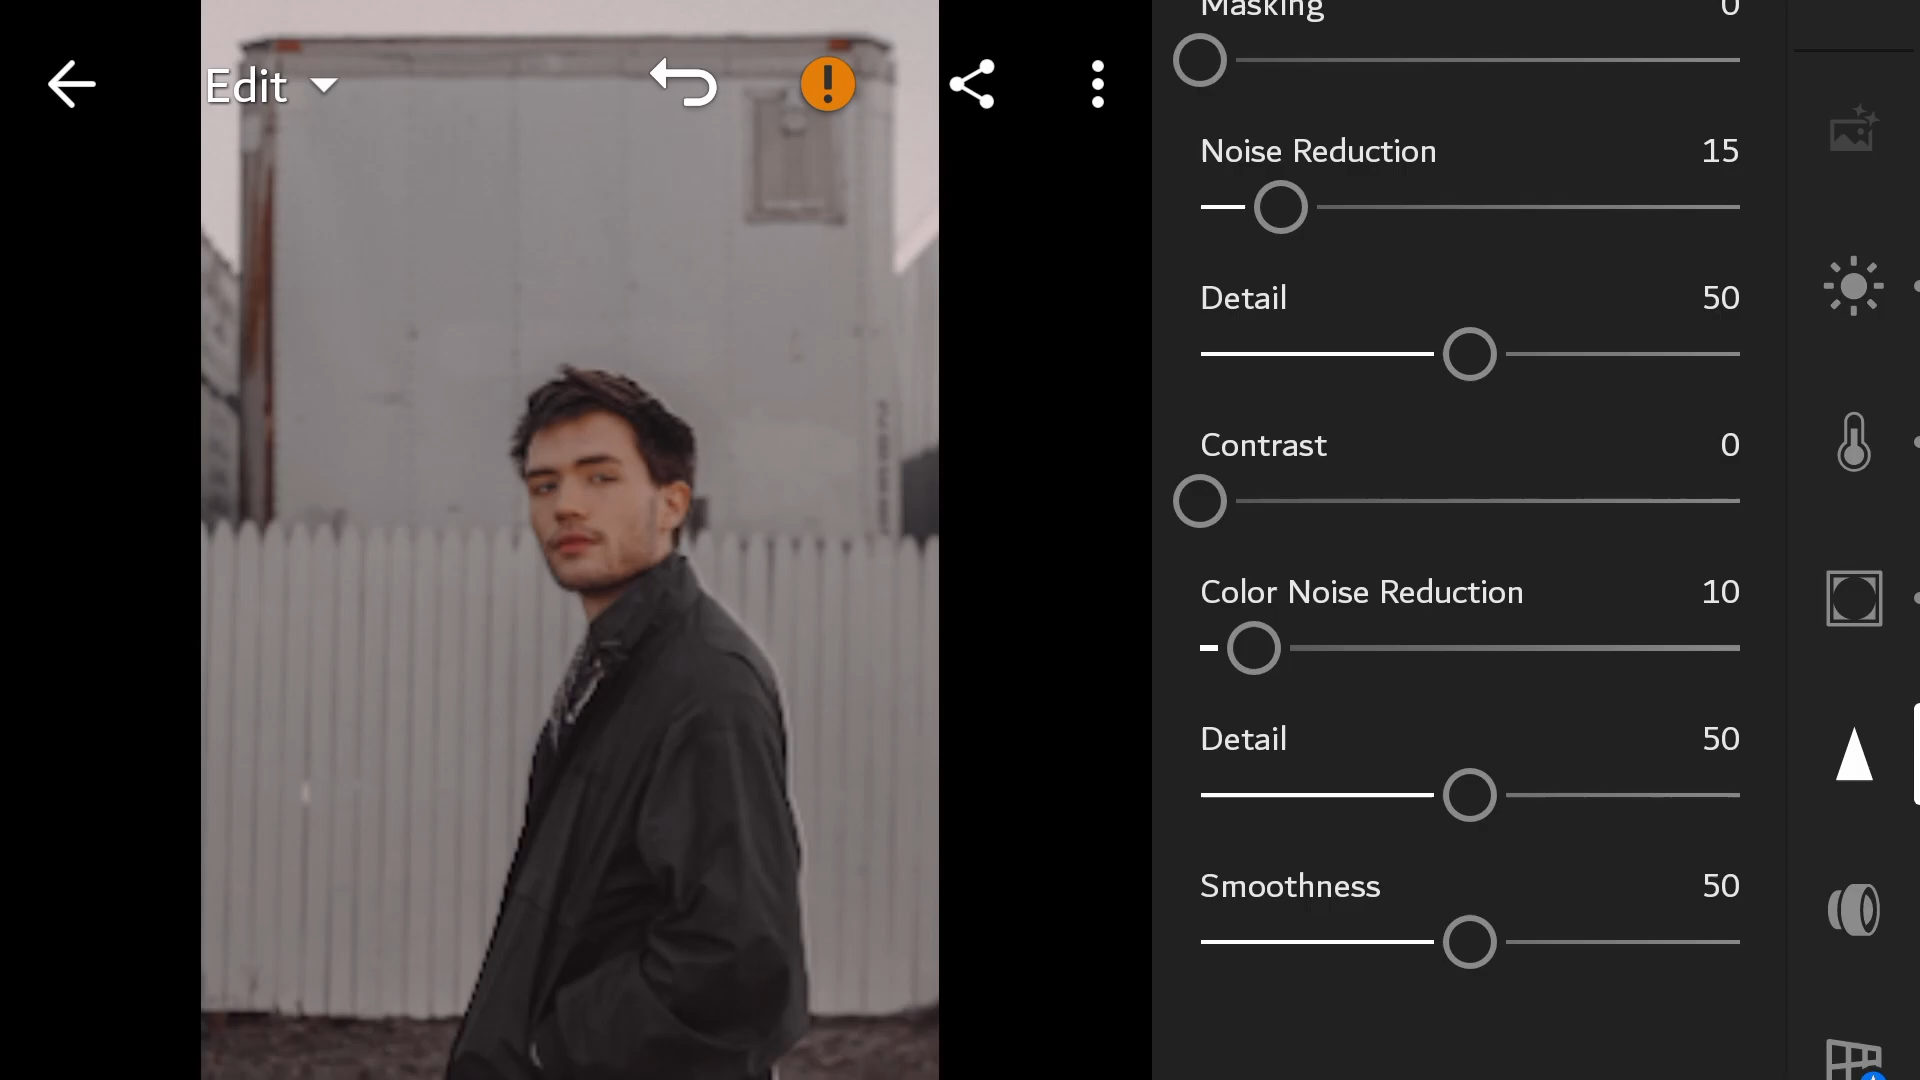 Edit
Masking 0
Noise Reduction 15
Detail 50
Contrast 0
Color Noise Reduction 10
Detail 50
Smoothness 50